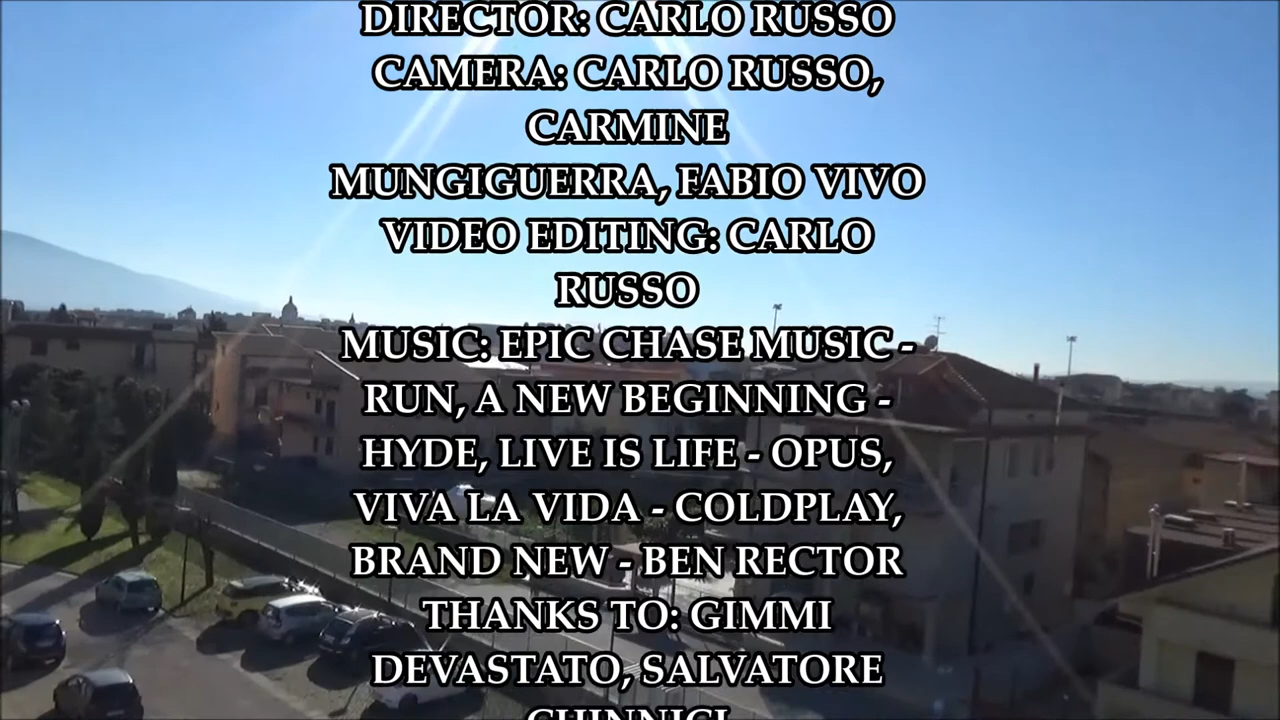 DIRECTOR: CARLO RUSSO
CAMERA: CARLO RUSSO,
CARMINE
MUNGIGUERRA, FABIO VIVO
VIDEO EDITING: CARLO
RUSSO
MUSIC: EPIC CHASE MUSIC -
RUN, A NEW BEGINNING -
HYDE, LIVE IS LIFE - OPUS,
VIVA LA VIDA - COLDPLAY,
BRAND NEW - BEN RECTOR
THANKS TO: GIMMI
DEVASTATO, SALVATORE